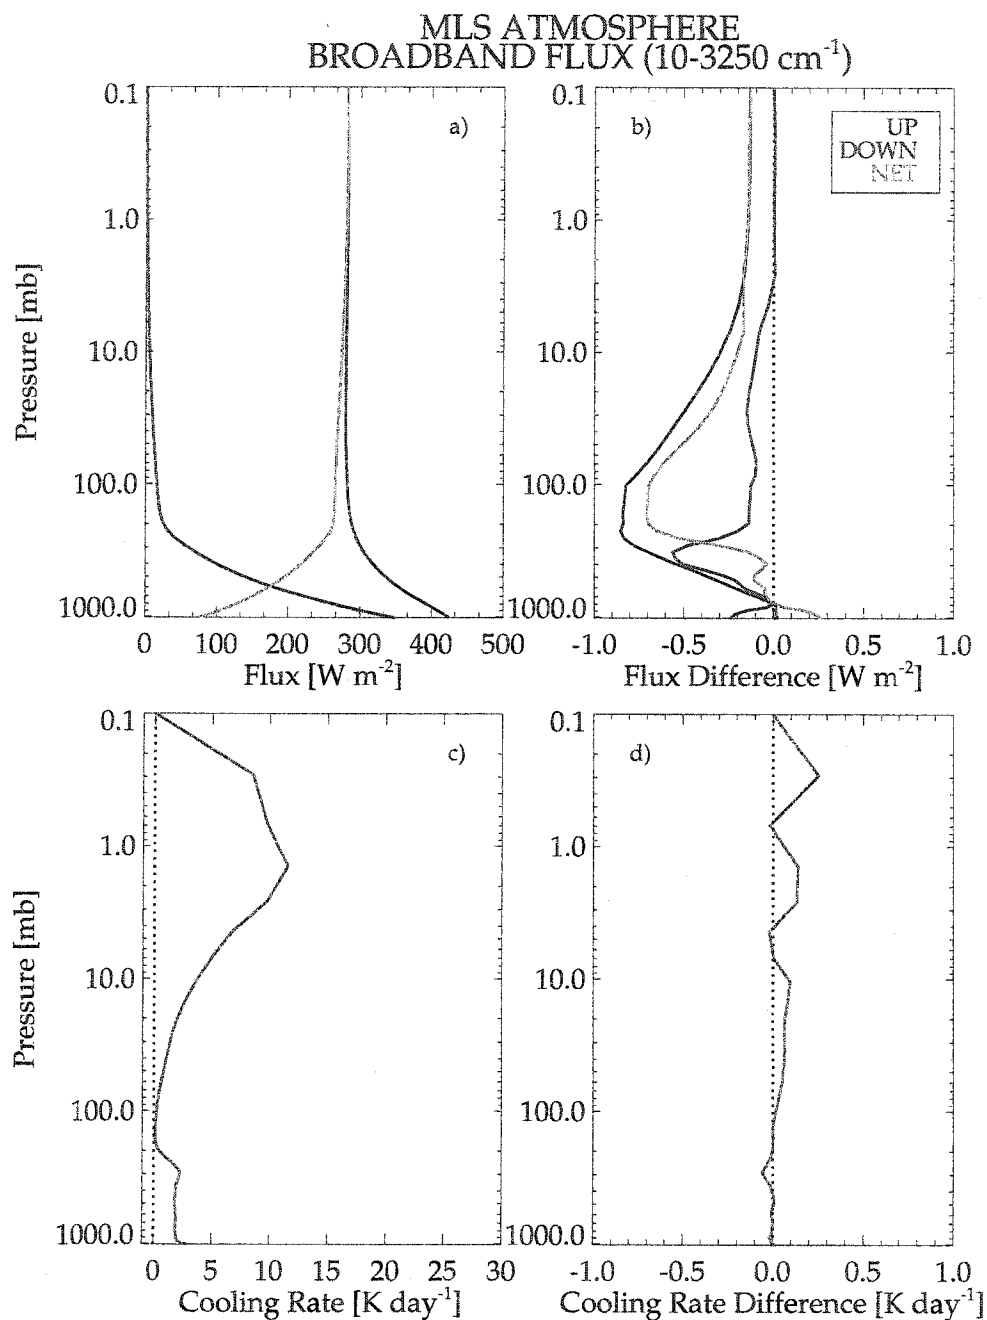 MLS ATMOSPHERE
BROADBAND FLUX (10-3250 cm⁻¹)
a)
0.1
1.0
10.0
100.0
1000.0
Pressure [mb]
0 100 200 300 400 500
Flux [W m⁻²]
b)
UP
DOWN
NET
0.1
1.0
10.0
100.0
1000.0
-1.0 -0.5 0.0 0.5 1.0
Flux Difference [W m⁻²]
c)
0.1
1.0
10.0
100.0
1000.0
Pressure [mb]
0 5 10 15 20 25 30
Cooling Rate [K day⁻¹]
d)
0.1
1.0
10.0
100.0
1000.0
-1.0 -0.5 0.0 0.5 1.0
Cooling Rate Difference [K day⁻¹]